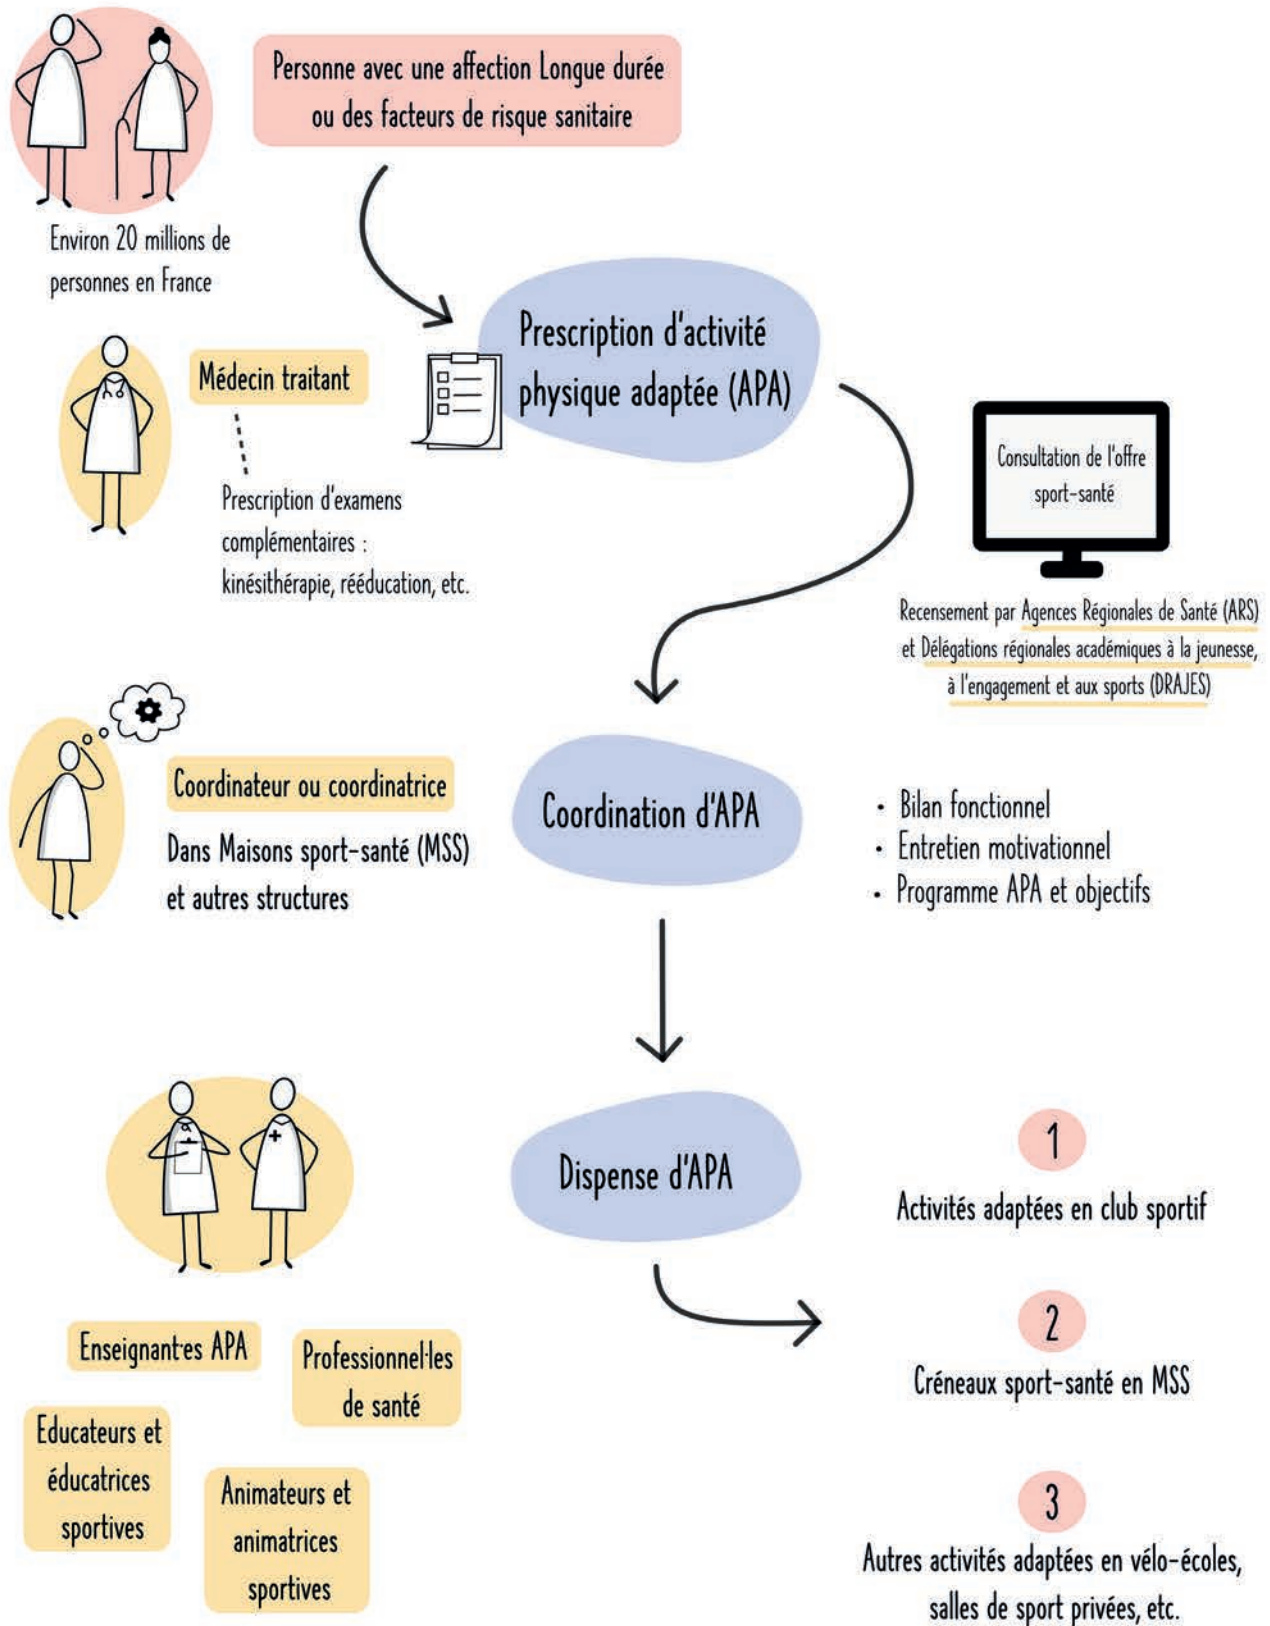 Personne avec une affection Longue durée
ou des facteurs de risque sanitaire
Environ 20 millions de
personnes en France
Prescription d'activité
physique adaptée (APA)
Médecin traitant
Prescription d'examens
complémentaires :
kinésithérapie, rééducation, etc.
Consultation de l'offre
sport-santé
Recensement par Agences Régionales de Santé (ARS)
et Délégations régionales académiques à la jeunesse,
à l'engagement et aux sports (DRAJES)
Coordinateur ou coordinatrice
Dans Maisons sport-santé (MSS)
et autres structures
Coordination d'APA
• Bilan fonctionnel
• Entretien motivationnel
• Programme APA et objectifs
Dispense d'APA
Enseignant·es APA
Professionnel·les
de santé
Educateurs et
éducatrices
sportives
Animateurs et
animatrices
sportives
1
Activités adaptées en club sportif
2
Créneaux sport-santé en MSS
3
Autres activités adaptées en vélo-écoles,
salles de sport privées, etc.